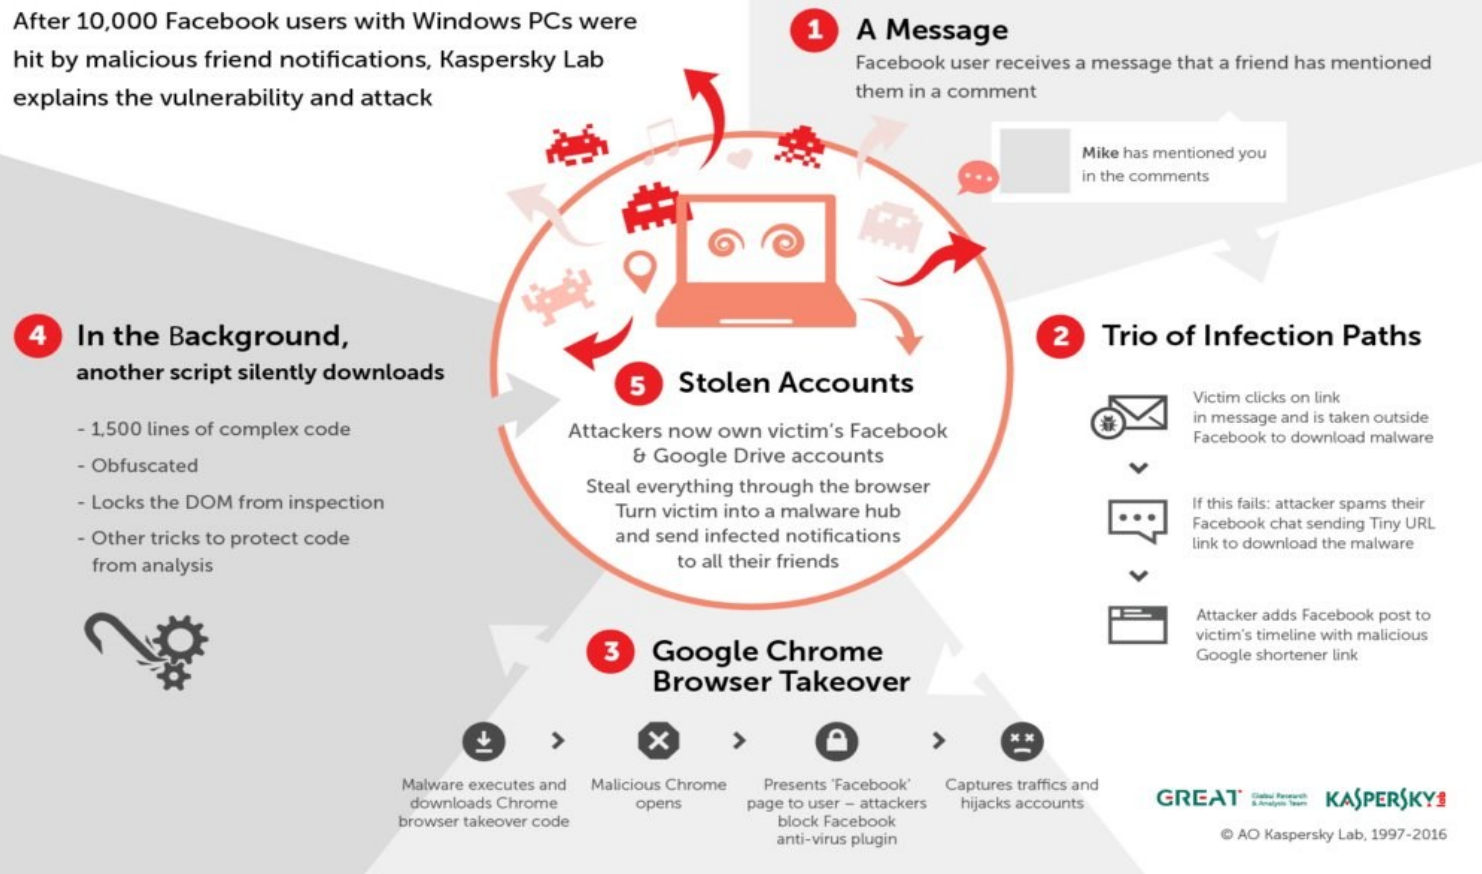 After 10,000 Facebook users with Windows PCs were
hit by malicious friend notifications, Kaspersky Lab
explains the vulnerability and attack
1 A Message
Facebook user receives a message that a friend has mentioned
them in a comment
Mike has mentioned you
in the comments
2 Trio of Infection Paths
Victim clicks on link
in message and is taken outside
Facebook to download malware
If this fails: attacker spams their
Facebook chat sending Tiny URL
link to download the malware
Attacker adds Facebook post to
victim's timeline with malicious
Google shortener link
3 Google Chrome
Browser Takeover
Malware executes and
downloads Chrome
browser takeover code
Malicious Chrome
opens
Presents 'Facebook'
page to user – attackers
block Facebook
anti-virus plugin
Captures traffics and
hijacks accounts
4 In the Background,
another script silently downloads
- 1,500 lines of complex code
- Obfuscated
- Locks the DOM from inspection
- Other tricks to protect code
from analysis
5 Stolen Accounts
Attackers now own victim's Facebook
& Google Drive accounts
Steal everything through the browser
Turn victim into a malware hub
and send infected notifications
to all their friends
GREAT Global Research
& Analysis Team
KASPERSKY lab
© AO Kaspersky Lab, 1997-2016